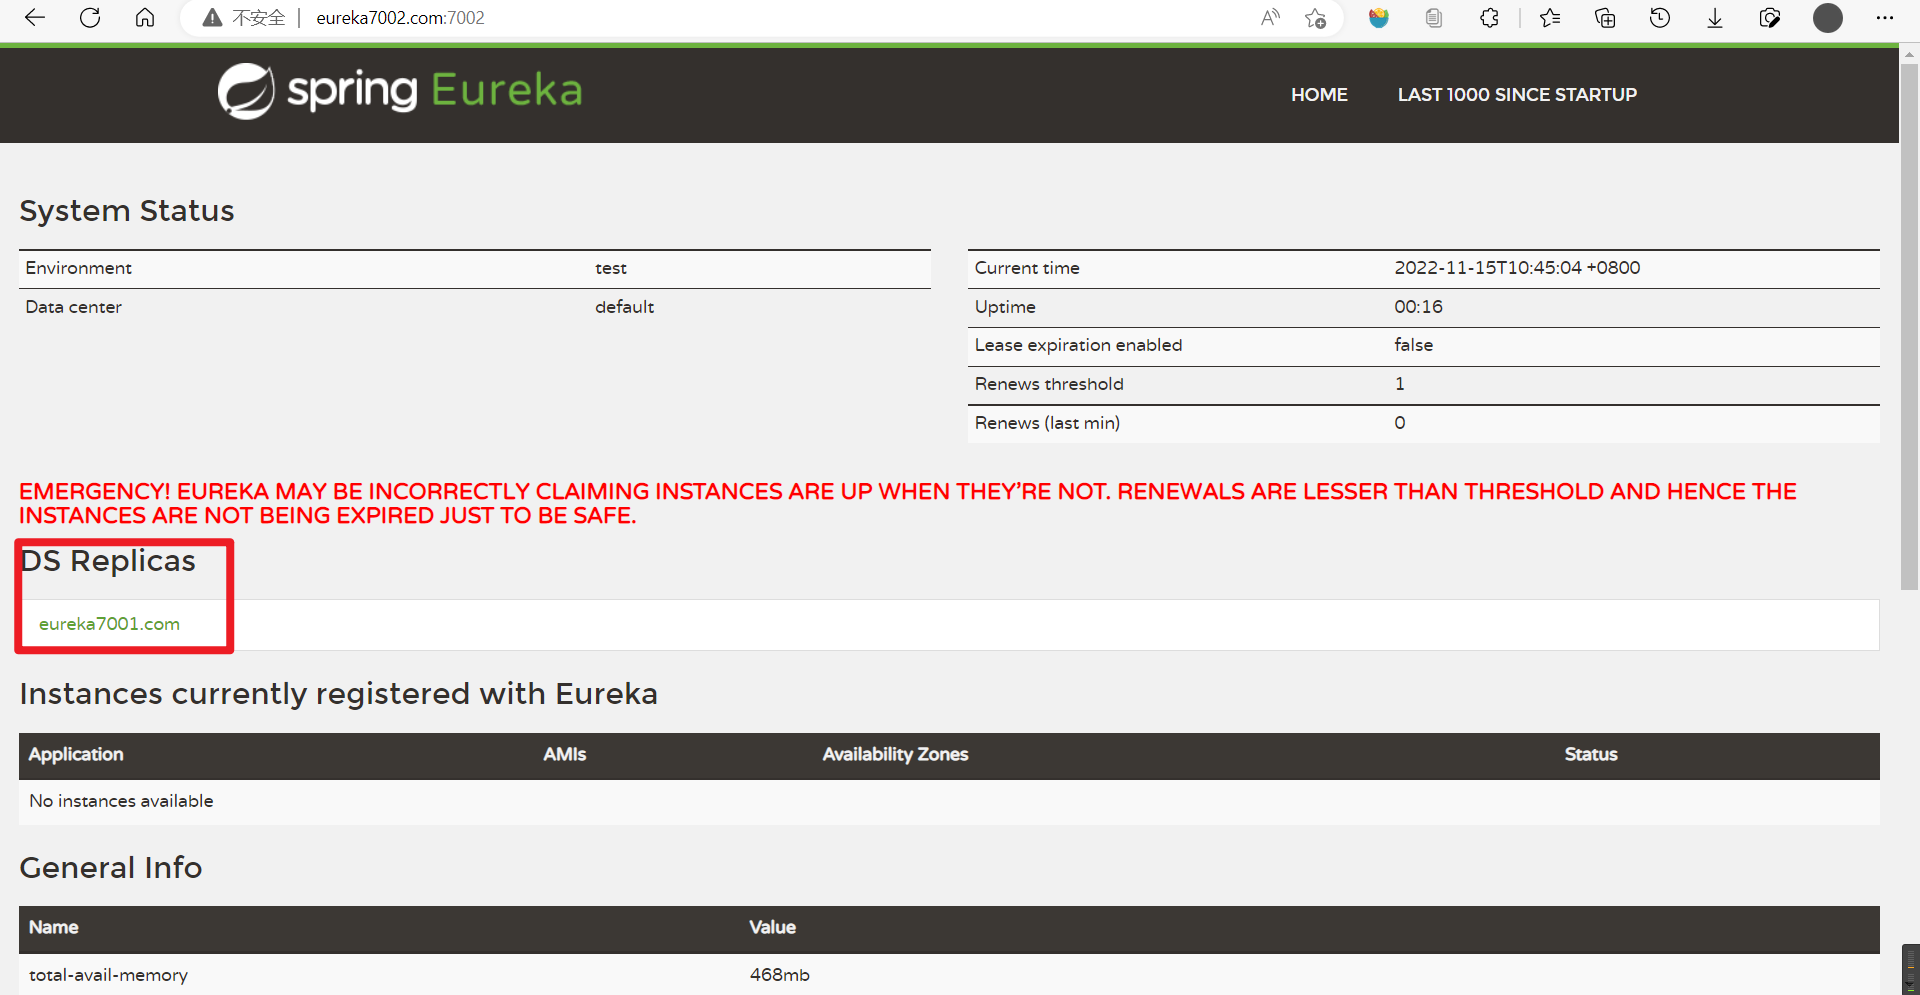 不安全 | eureka7002.com:7002
spring Eureka
HOME LAST 1000 SINCE STARTUP
System Status
Environment test
Data center default
Current time 2022-11-15T10:45:04 +0800
Uptime 00:16
Lease expiration enabled false
Renews threshold 1
Renews (last min) 0
EMERGENCY! EUREKA MAY BE INCORRECTLY CLAIMING INSTANCES ARE UP WHEN THEY'RE NOT. RENEWALS ARE LESSER THAN THRESHOLD AND HENCE THE
INSTANCES ARE NOT BEING EXPIRED JUST TO BE SAFE.
DS Replicas
eureka7001.com
Instances currently registered with Eureka
Application AMIs Availability Zones Status
No instances available
General Info
Name Value
total-avail-memory 468mb